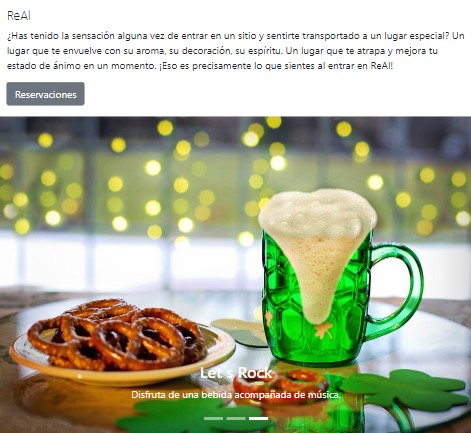 ReAl
¿Has tenido la sensación alguna vez de entrar en un sitio y sentirte transportado a un lugar especial? Un
lugar que te envuelve con su aroma, su decoración, su espíritu. Un lugar que te atrapa y mejora tu
estado de ánimo en un momento. ¡Eso es precisamente lo que sientes al entrar en ReAl!
Reservaciones
Let´s Rock
Disfruta de una bebida acompañada de música.